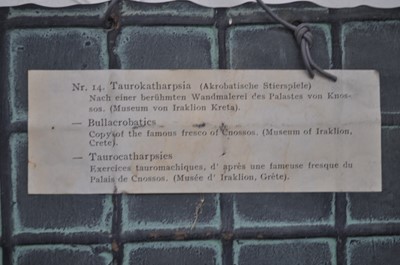 Nr. 14. Taurokatharpsia (Akrobatische Stierspiele)
Nach einer berühmten Wandmalerei des Palastes von Knos-
sos. (Museum von Iraklion Kreta).
— Bullacrobatics
Copy of the famous fresco of Cnossos. (Museum of Iraklion,
Crete).
— Taurocatharpsies
Exercices tauromachiques, d' après une fameuse fresque du
Palais de Cnossos. (Musée d' Iraklion, Grète).